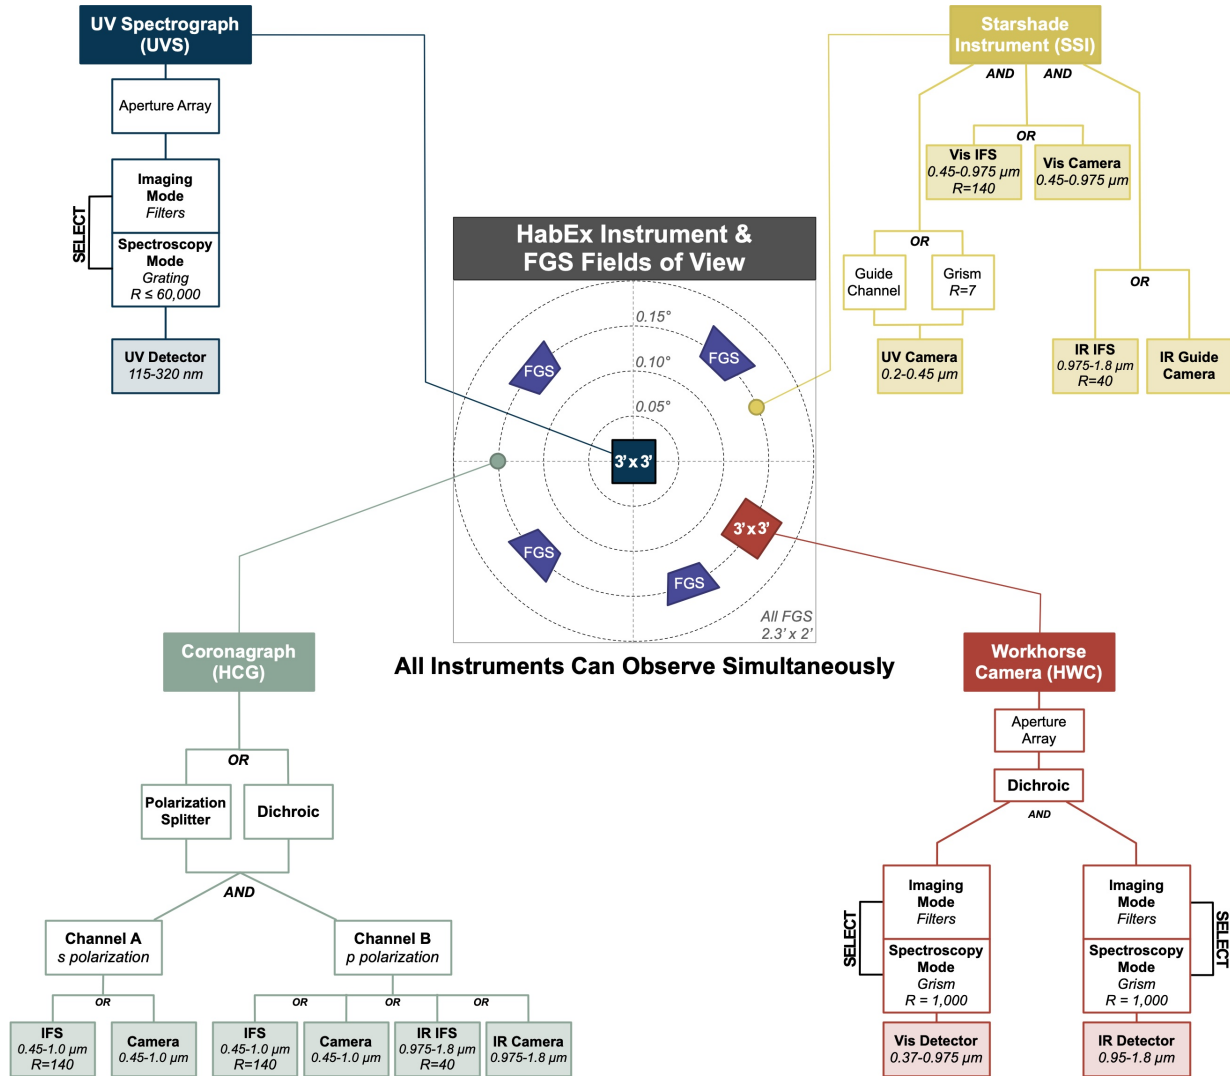 UV Spectrograph
(UVS)
Aperture Array
SELECT
Imaging
Mode
Filters
Spectroscopy
Mode
Grating
R ≤ 60,000
UV Detector
115-320 nm
Starshade
Instrument (SSI)
AND AND
OR
Vis IFS
0.45-0.975 µm
R=140
Vis Camera
0.45-0.975 µm
OR
Guide
Channel
Grism
R=7
UV Camera
0.2-0.45 µm
OR
IR IFS
0.975-1.8 µm
R=40
IR Guide
Camera
HabEx Instrument &
FGS Fields of View
0.15°
0.10°
0.05°
FGS
FGS
3’ x 3’
3’ x 3’
FGS
FGS
All FGS
2.3’ x 2’
All Instruments Can Observe Simultaneously
Coronagraph
(HCG)
OR
Polarization
Splitter
Dichroic
AND
Channel A
s polarization
Channel B
p polarization
OR
OR OR OR
IFS
0.45-1.0 µm
R=140
Camera
0.45-1.0 µm
IFS
0.45-1.0 µm
R=140
Camera
0.45-1.0 µm
IR IFS
0.975-1.8 µm
R=40
IR Camera
0.975-1.8 µm
Workhorse
Camera (HWC)
Aperture
Array
Dichroic
AND
SELECT
Imaging
Mode
Filters
Spectroscopy
Mode
Grism
R = 1,000
Vis Detector
0.37-0.975 µm
Imaging
Mode
Filters
Spectroscopy
Mode
Grism
R = 1,000
SELECT
IR Detector
0.95-1.8 µm